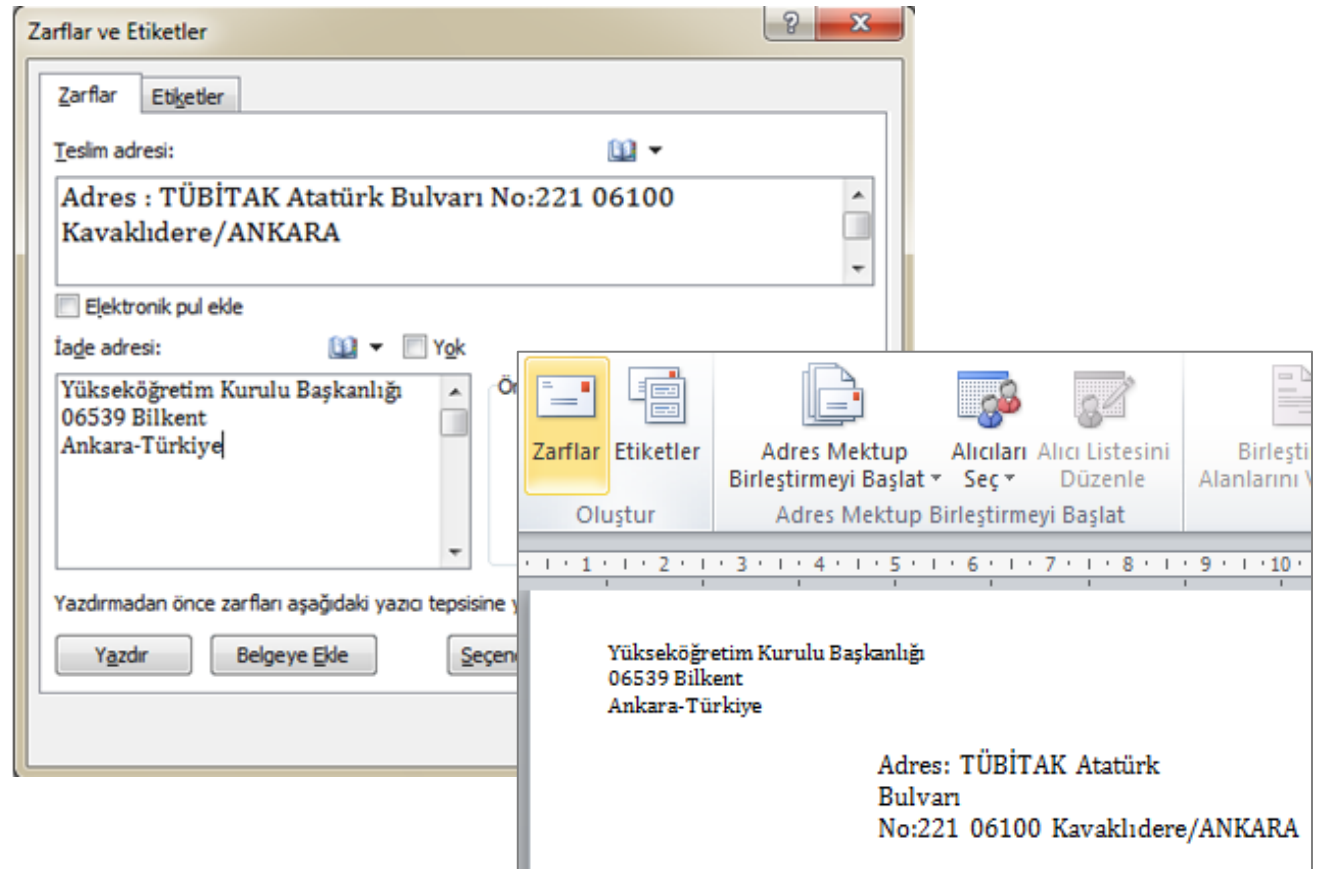 Zarflar ve Etiketler
Zarflar Etiketler
Teslim adresi:
Adres : TÜBİTAK Atatürk Bulvarı No:221 06100
Kavaklıdere/ANKARA
Elektronik pul ekle
İade adresi: Yok
Yükseköğretim Kurulu Başkanlığı
06539 Bilkent
Ankara-Türkiye
Yazdırmadan önce zarfları aşağıdaki yazıcı tepsisine
Yazdır Belgeye Ekle
Zarflar Etiketler Adres Mektup Alıcıları Alıcı Listesini
Birleştirmeyi Başlat Seç Düzenle Alanlarını
Oluştur Adres Mektup Birleştirmeyi Başlat
1 2 3 4 5 6 7 8 9 10
Yükseköğretim Kurulu Başkanlığı
06539 Bilkent
Ankara-Türkiye
Adres: TÜBİTAK Atatürk
Bulvarı
No:221 06100 Kavaklıdere/ANKARA